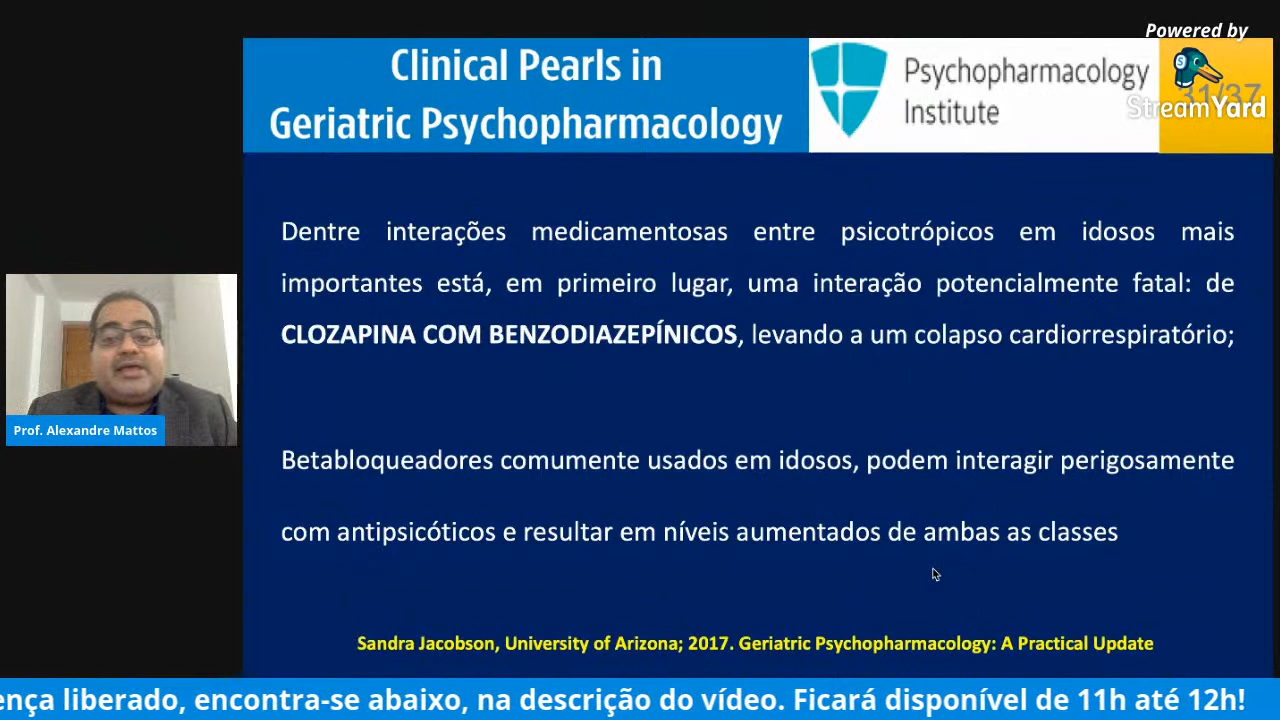 Powered by
StreamYard
Clinical Pearls in
Geriatric Psychopharmacology
Psychopharmacology
Institute
31/37
Dentre interações medicamentosas entre psicotrópicos em idosos mais
importantes está, em primeiro lugar, uma interação potencialmente fatal: de
CLOZAPINA COM BENZODIAZEPÍNICOS, levando a um colapso cardiorrespiratório;
Betabloqueadores comumente usados em idosos, podem interagir perigosamente
com antipsicóticos e resultar em níveis aumentados de ambas as classes
Sandra Jacobson, University of Arizona; 2017. Geriatric Psychopharmacology: A Practical Update
Prof. Alexandre Mattos
ença liberado, encontra-se abaixo, na descrição do vídeo. Ficará disponível de 11h até 12h!